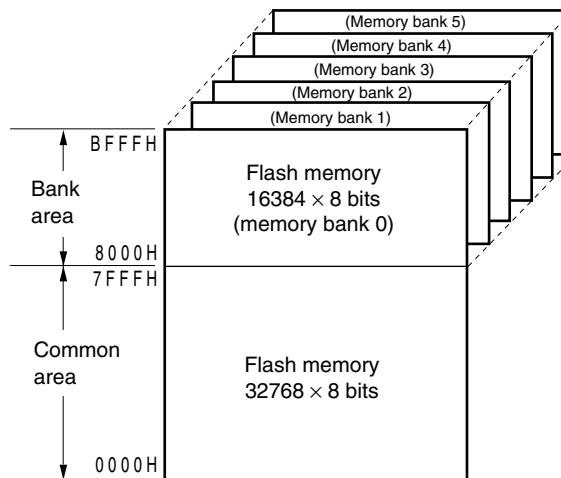 (Memory bank 5)
(Memory bank 4)
(Memory bank 3)
(Memory bank 2)
(Memory bank 1)
BFFFH
Flash memory
16384 × 8 bits
(memory bank 0)
Bank
area
8000H
7FFFH
Common
area
Flash memory
32768 × 8 bits
0000H